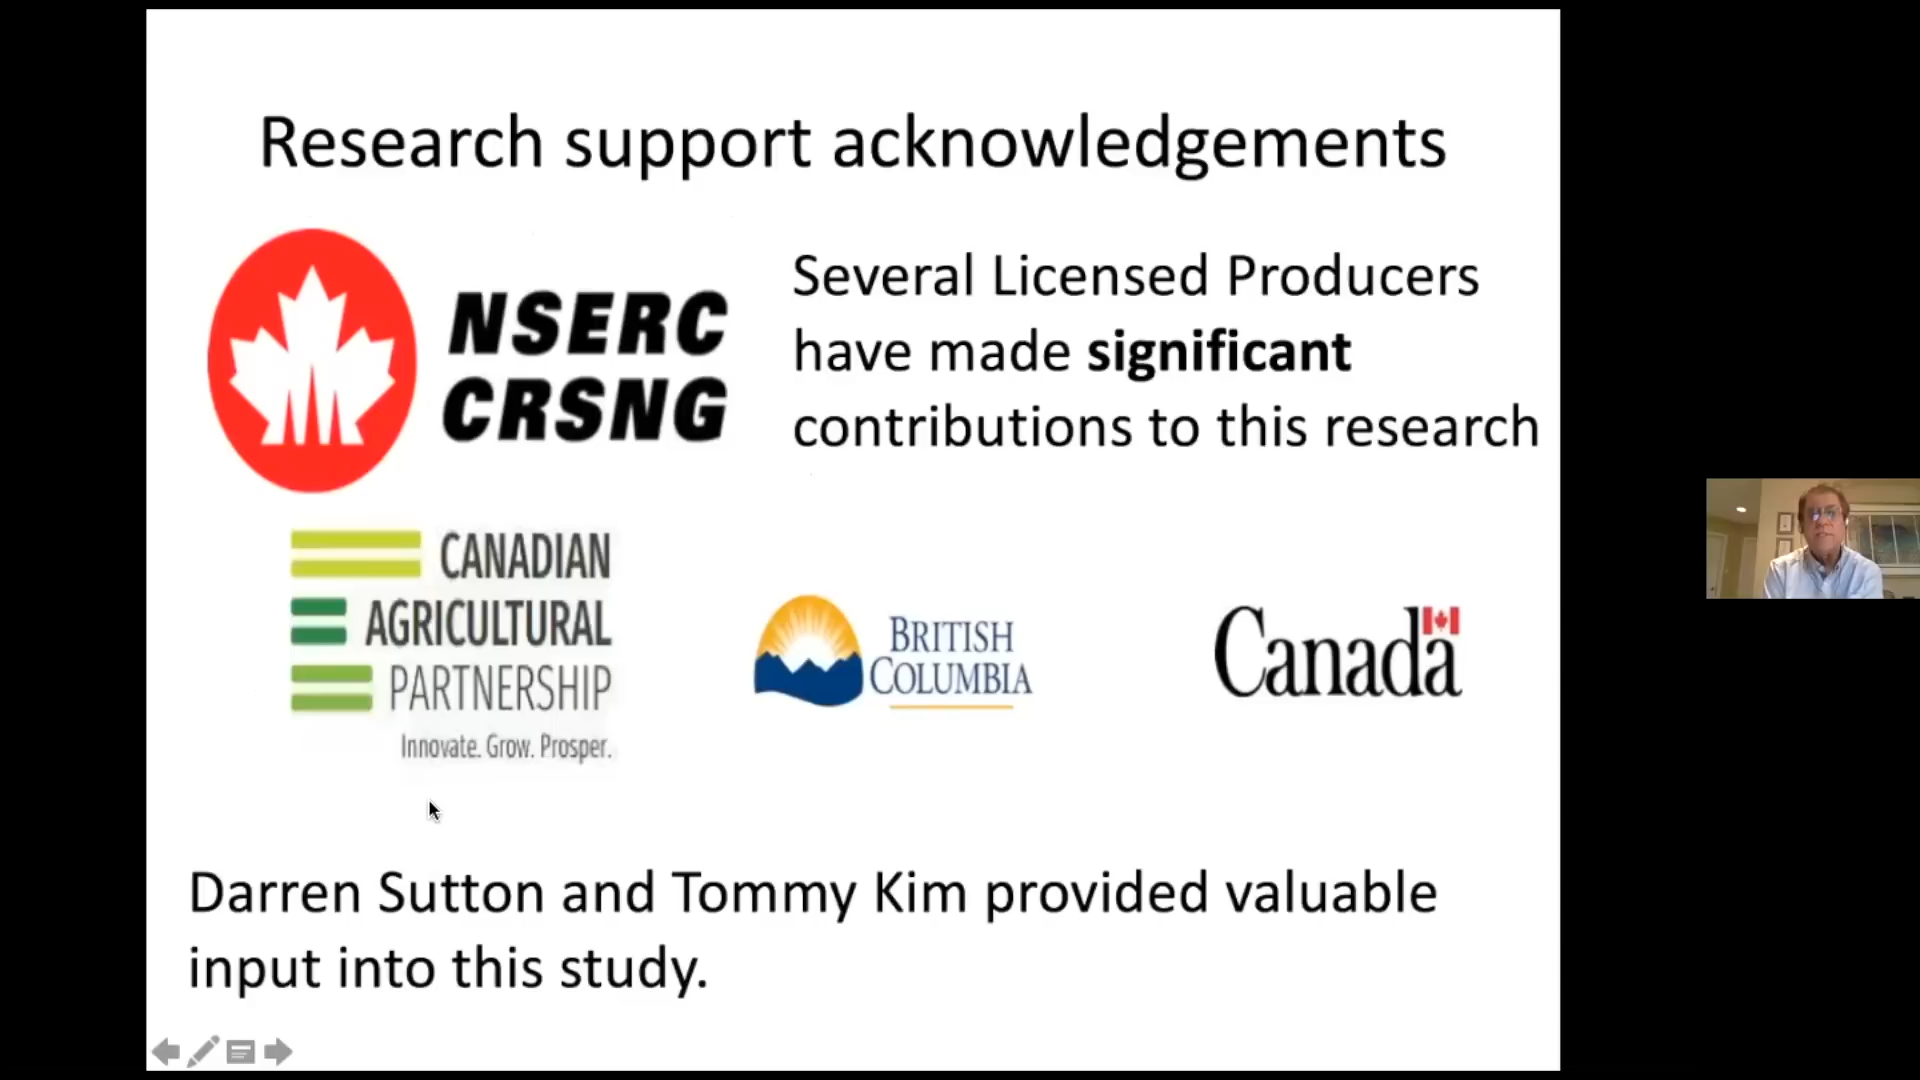 Research support acknowledgements
NSERC
CRSNG
Several Licensed Producers
have made significant
contributions to this research
CANADIAN
AGRICULTURAL
PARTNERSHIP
Innovate. Grow. Prosper.
BRITISH
COLUMBIA
Canada
Darren Sutton and Tommy Kim provided valuable
input into this study.